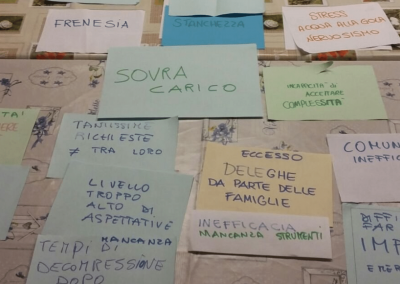 FRENESIA
STANCHEZZA
STRESS
ACQUA ALLA GOLA
NERVOSISMO
SOVRA
CARICO
INCAPACITÀ di
ACCETTARE
COMPLESSITÀ
TANTISSIME
RICHIESTE
≠ TRA LORO
ECCESSO
DELEGHE
DA PARTE DELLE
FAMIGLIE
COMUN
INEFFICA
LIVELLO
TROPPO
ALTO DI
ASPETTATIVE
INEFFICACIA
MANCANZA STRUMENTI
MANCANZA
TEMPI DI
DECOMPRESSIONE
DOPO